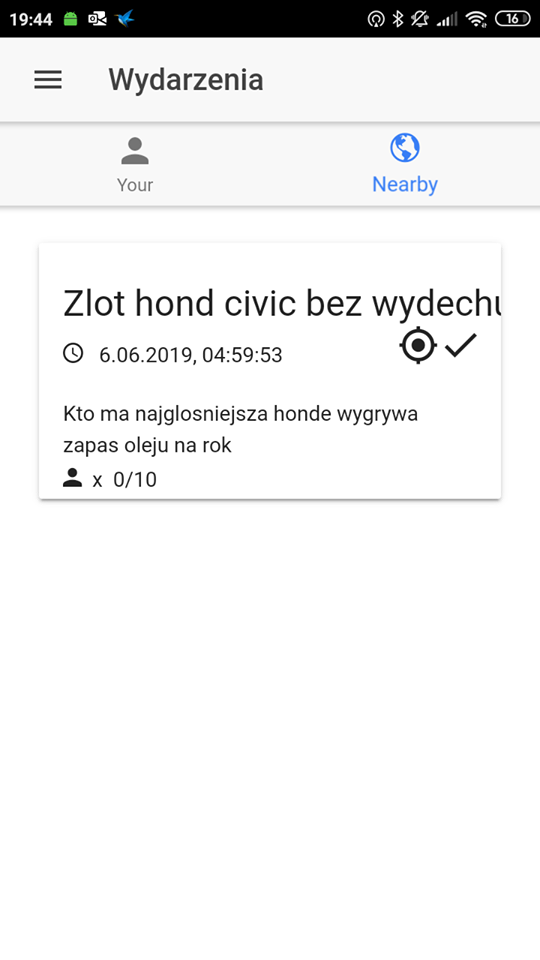 19:44 16
Wydarzenia
Your Nearby
Zlot hond civic bez wydechu
6.06.2019, 04:59:53
Kto ma najglosniejsza honde wygrywa
zapas oleju na rok
x 0/10